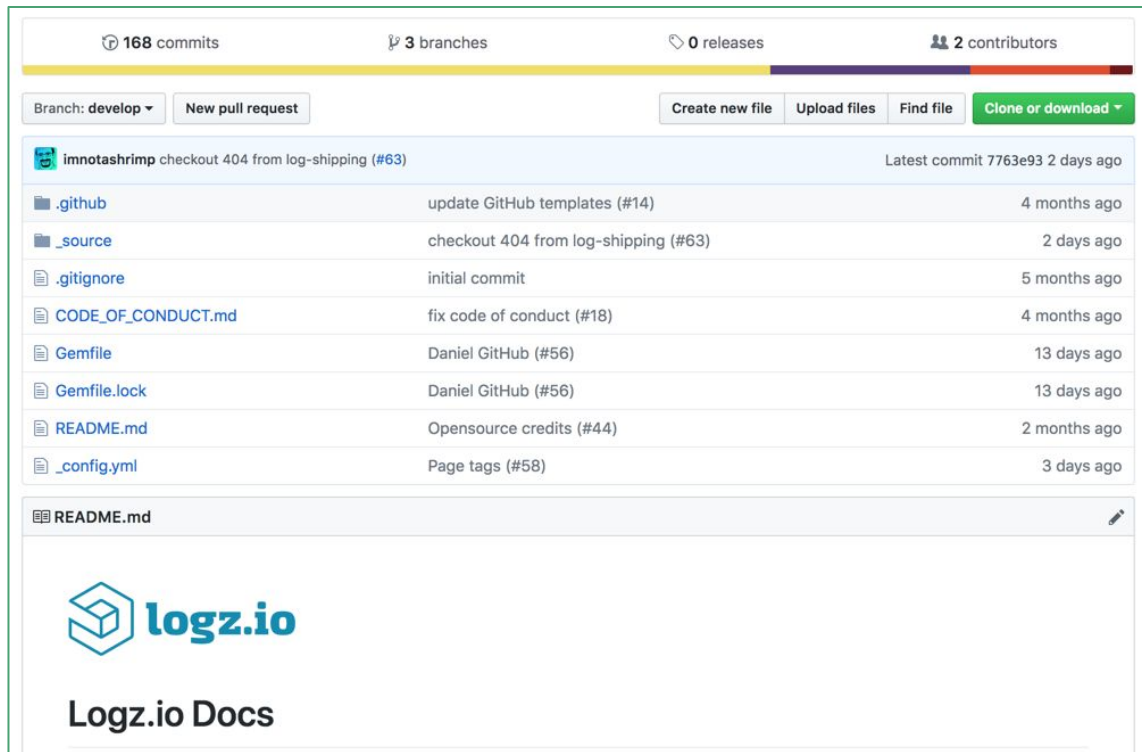 168 commits 3 branches 0 releases 2 contributors
Branch: develop New pull request Create new file Upload files Find file Clone or download
imnotashrimp checkout 404 from log-shipping (#63) Latest commit 7763e93 2 days ago
.github update GitHub templates (#14) 4 months ago
_source checkout 404 from log-shipping (#63) 2 days ago
.gitignore initial commit 5 months ago
CODE_OF_CONDUCT.md fix code of conduct (#18) 4 months ago
Gemfile Daniel GitHub (#56) 13 days ago
Gemfile.lock Daniel GitHub (#56) 13 days ago
README.md Opensource credits (#44) 2 months ago
_config.yml Page tags (#58) 3 days ago
README.md
logz.io
Logz.io Docs